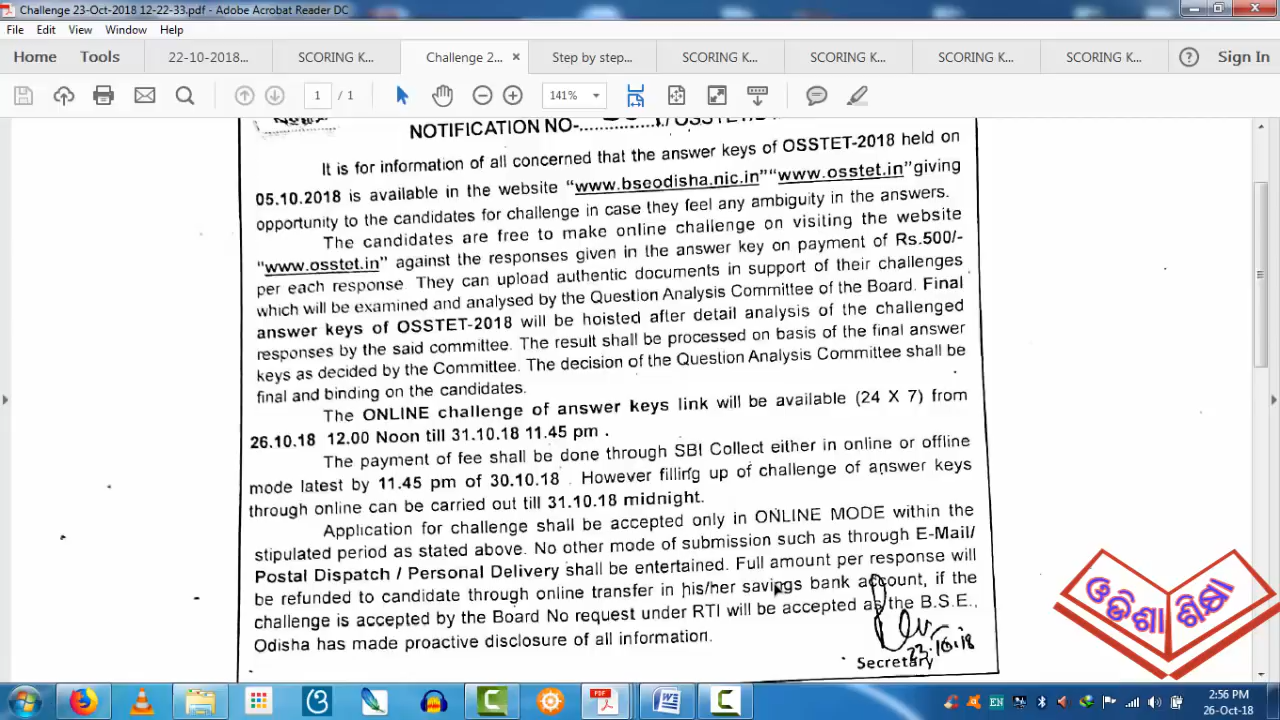 Challenge 23-Oct-2018 12-22-33.pdf - Adobe Acrobat Reader DC
File Edit View Window Help
Home Tools 22-10-2018... SCORING K... Challenge 2... × Step by step... SCORING K... SCORING K... SCORING K... SCORING K... Sign In
1 / 1 141%
NOTIFICATION NO-
It is for information of all concerned that the answer keys of OSSTET-2018 held on
05.10.2018 is available in the website “www.bseodisha.nic.in”“www.osstet.in”giving
opportunity to the candidates for challenge in case they feel any ambiguity in the answers.
The candidates are free to make online challenge on visiting the website
“www.osstet.in” against the responses given in the answer key on payment of Rs.500/-
per each response They can upload authentic documents in support of their challenges
which will be examined and analysed by the Question Analysis Committee of the Board. Final
answer keys of OSSTET-2018 will be hoisted after detail analysis of the challenged
responses by the said committee. The result shall be processed on basis of the final answer
keys as decided by the Committee. The decision of the Question Analysis Committee shall be
final and binding on the candidates.
The ONLINE challenge of answer keys link will be available (24 X 7) from
26.10.18 12.00 Noon till 31.10.18 11.45 pm .
The payment of fee shall be done through SBI Collect either in online or offline
mode latest by 11.45 pm of 30.10.18 . However filling up of challenge of answer keys
through online can be carried out till 31.10.18 midnight.
Application for challenge shall be accepted only in ONLINE MODE within the
stipulated period as stated above. No other mode of submission such as through E-Mail/
Postal Dispatch / Personal Delivery shall be entertained. Full amount per response will
be refunded to candidate through online transfer in his/her savings bank account, if the
challenge is accepted by the Board No request under RTI will be accepted as the B.S.E.,
Odisha has made proactive disclosure of all information.
23.10.18
Secretary
ଓଡିଶା ଶିକ୍ଷା
EN
2:56 PM
26-Oct-18